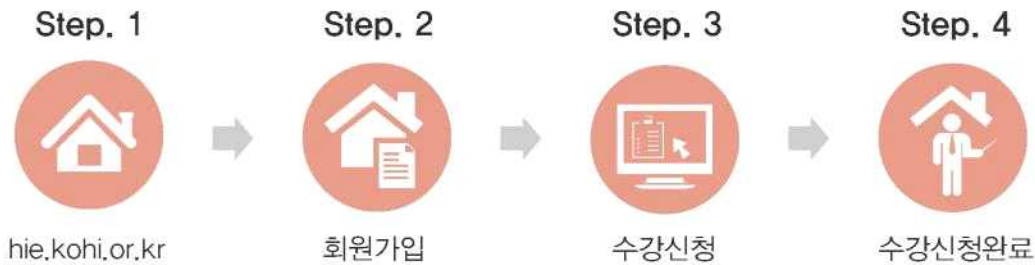 Step. 1
Step. 2
Step. 3
Step. 4
hie.kohi.or.kr
회원가입
수강신청
수강신청완료